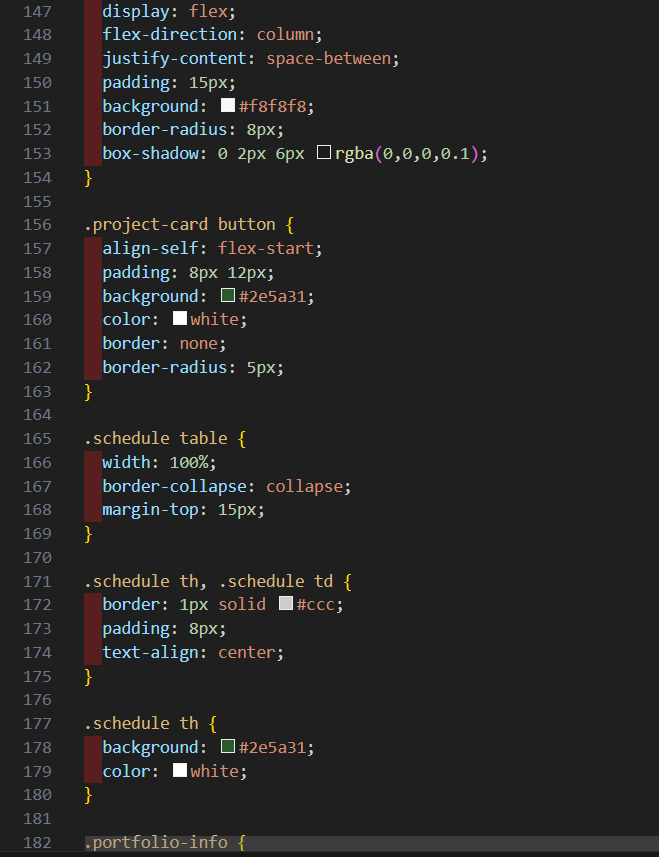 147 display: flex;
148 flex-direction: column;
149 justify-content: space-between;
150 padding: 15px;
151 background: #f8f8f8;
152 border-radius: 8px;
153 box-shadow: 0 2px 6px rgba(0,0,0,0.1);
154 }
155
156 .project-card button {
157 align-self: flex-start;
158 padding: 8px 12px;
159 background: #2e5a31;
160 color: white;
161 border: none;
162 border-radius: 5px;
163 }
164
165 .schedule table {
166 width: 100%;
167 border-collapse: collapse;
168 margin-top: 15px;
169 }
170
171 .schedule th, .schedule td {
172 border: 1px solid #ccc;
173 padding: 8px;
174 text-align: center;
175 }
176
177 .schedule th {
178 background: #2e5a31;
179 color: white;
180 }
181
182 .portfolio-info {